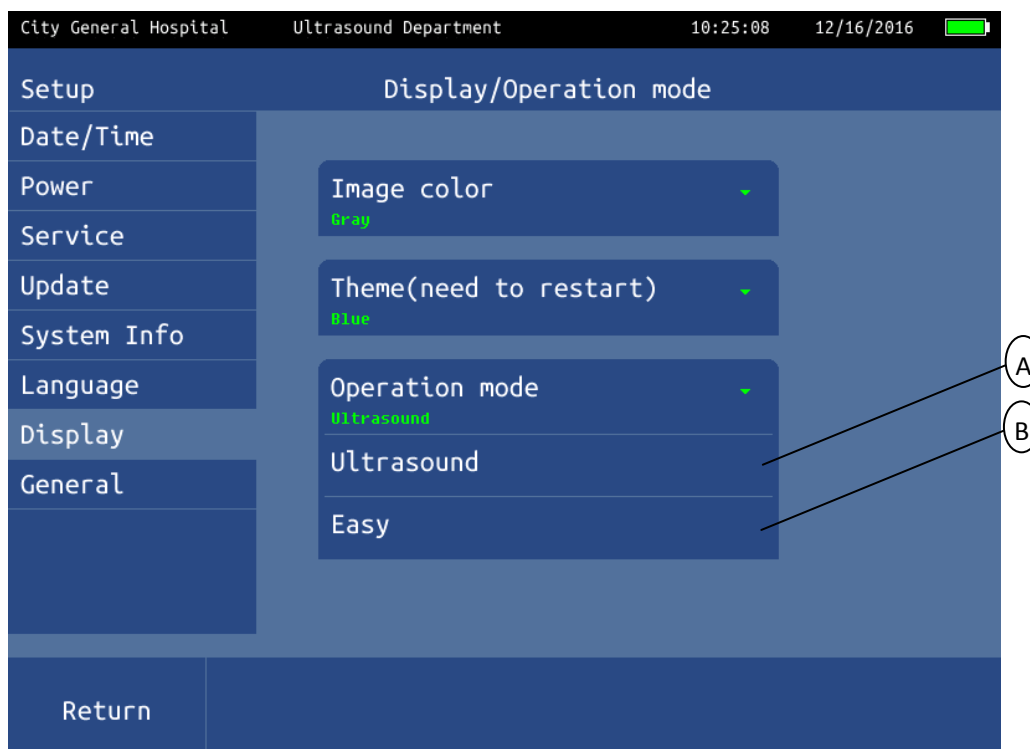 City General Hospital Ultrasound Department 10:25:08 12/16/2016
Setup Display/Operation mode
Date/Time
Power
Service
Update
System Info
Language
Display
General
Image color
Gray
Theme(need to restart)
Blue
Operation mode
Ultrasound
Ultrasound
Easy
A
B
Return